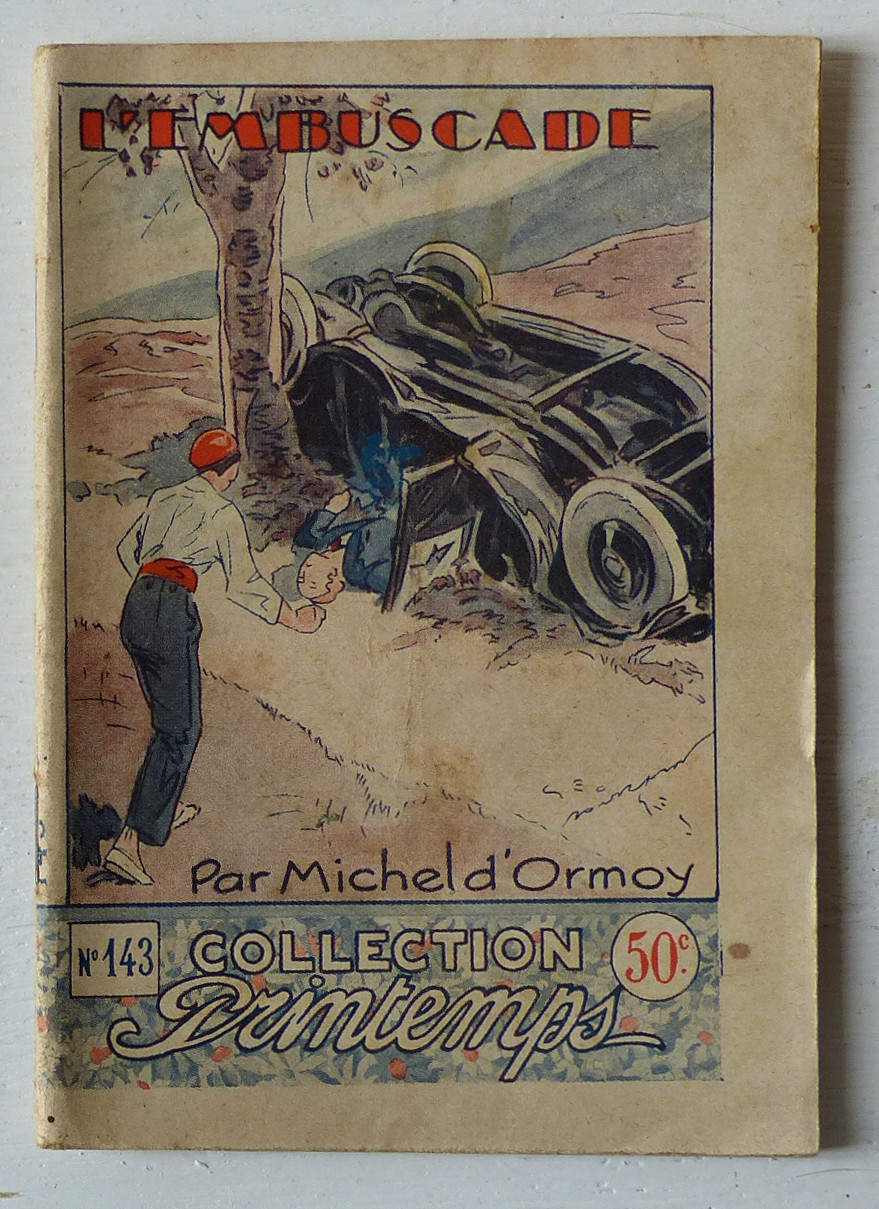 L'EMBUSCADE
Par Michel d'Ormoy
N° 143
COLLECTION
50c.
Printemps